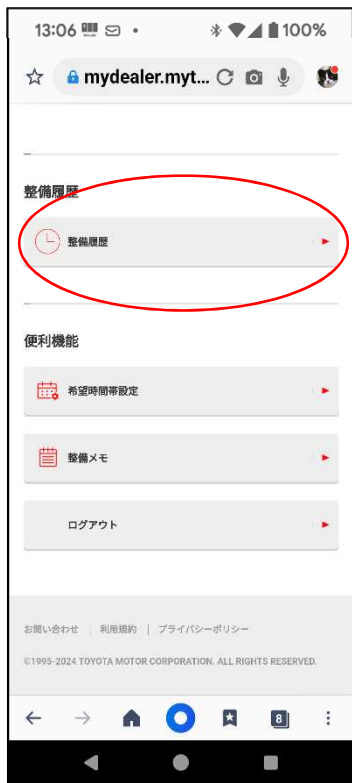 13:06
100%
mydealer.myt...
整備履歴
整備履歴
便利機能
希望時間帯設定
整備メモ
ログアウト
お問い合わせ | 利用規約 | プライバシーポリシー
©1995-2024 TOYOTA MOTOR CORPORATION. ALL RIGHTS RESERVED.
8